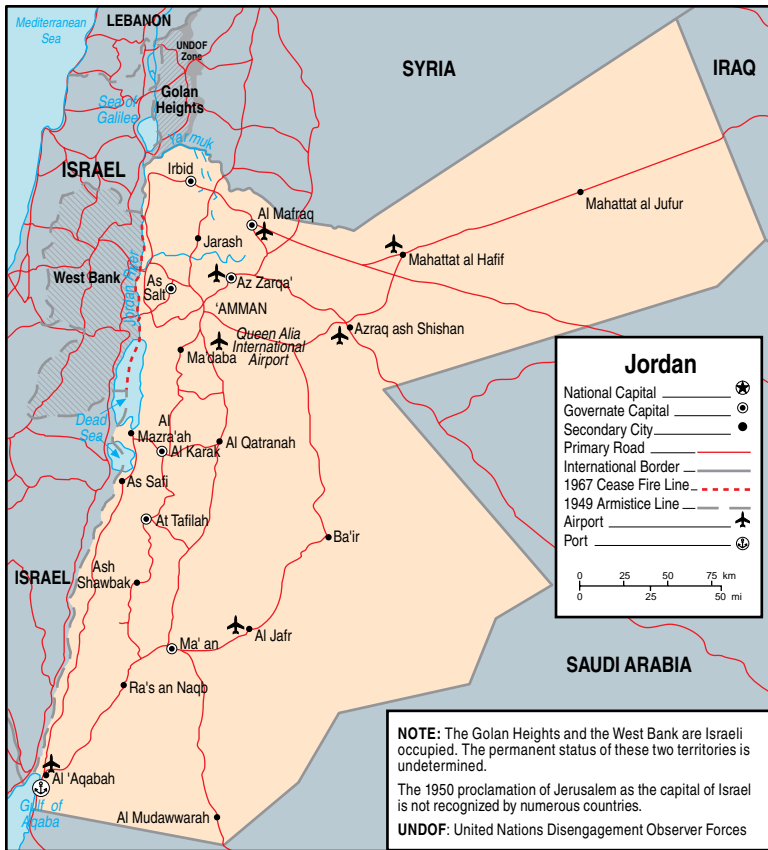 Mediterranean
Sea
LEBANON
UNDOF
Zone
SYRIA
IRAQ
Golan
Heights
Sea of
Galilee
Yarmuk
ISRAEL
Irbid
Al Mafraq
Mahattat al Jufur
Jarash
Mahattat al Hafif
West Bank
Jordan River
As
Salt
Az Zarqa'
'AMMAN
Azraq ash Shishan
Queen Alia
International
Airport
Ma'daba
Dead
Sea
Al
Mazra'ah
Al Karak
Al Qatranah
As Safi
At Tafilah
Ba'ir
Ash
Shawbak
ISRAEL
Al Jafr
Ma' an
SAUDI ARABIA
Ra's an Naqb
Al 'Aqabah
Gulf of
Aqaba
Al Mudawwarah
Jordan
National Capital
Governate Capital
Secondary City
Primary Road
International Border
1967 Cease Fire Line
1949 Armistice Line
Airport
Port
0 25 50 75 km
0 25 50 mi
NOTE: The Golan Heights and the West Bank are Israeli
occupied. The permanent status of these two territories is
undetermined.
The 1950 proclamation of Jerusalem as the capital of Israel
is not recognized by numerous countries.
UNDOF: United Nations Disengagement Observer Forces